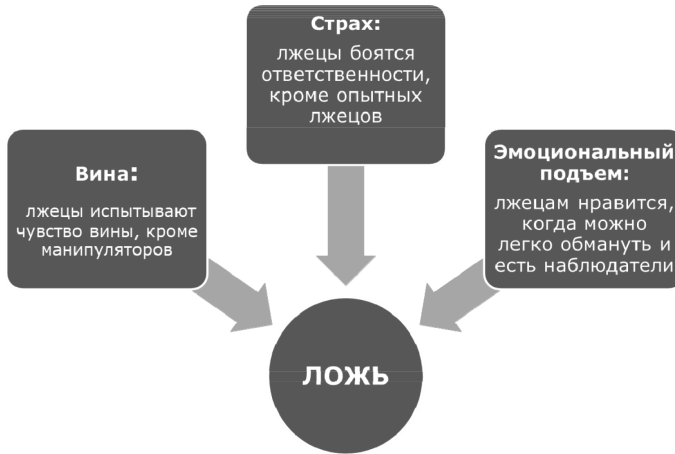 Страх:
лжецы боятся
ответственности,
кроме опытных
лжецов
Вина:
лжецы испытывают
чувство вины, кроме
манипуляторов
Эмоциональный
подъем:
лжецам нравится,
когда можно
легко обмануть и
есть наблюдатели
ЛОЖЬ